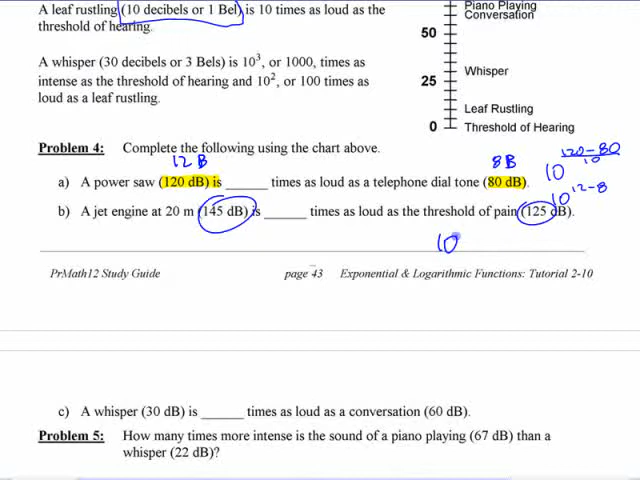 A leaf rustling (10 decibels or 1 Bel) is 10 times as loud as the
threshold of hearing.
A whisper (30 decibels or 3 Bels) is 10³, or 1000, times as
intense as the threshold of hearing and 10², or 100 times as
loud as a leaf rustling.
Piano Playing
Conversation
50
25 Whisper
Leaf Rustling
0 Threshold of Hearing
Problem 4: Complete the following using the chart above.
12 B 8B
a) A power saw (120 dB) is ______ times as loud as a telephone dial tone (80 dB).
10^(120-80)/10
10^12-8
b) A jet engine at 20 m (145 dB) is ______ times as loud as the threshold of pain (125 dB).
10
PrMath12 Study Guide page 43 Exponential & Logarithmic Functions: Tutorial 2-10
c) A whisper (30 dB) is ______ times as loud as a conversation (60 dB).
Problem 5: How many times more intense is the sound of a piano playing (67 dB) than a
whisper (22 dB)?